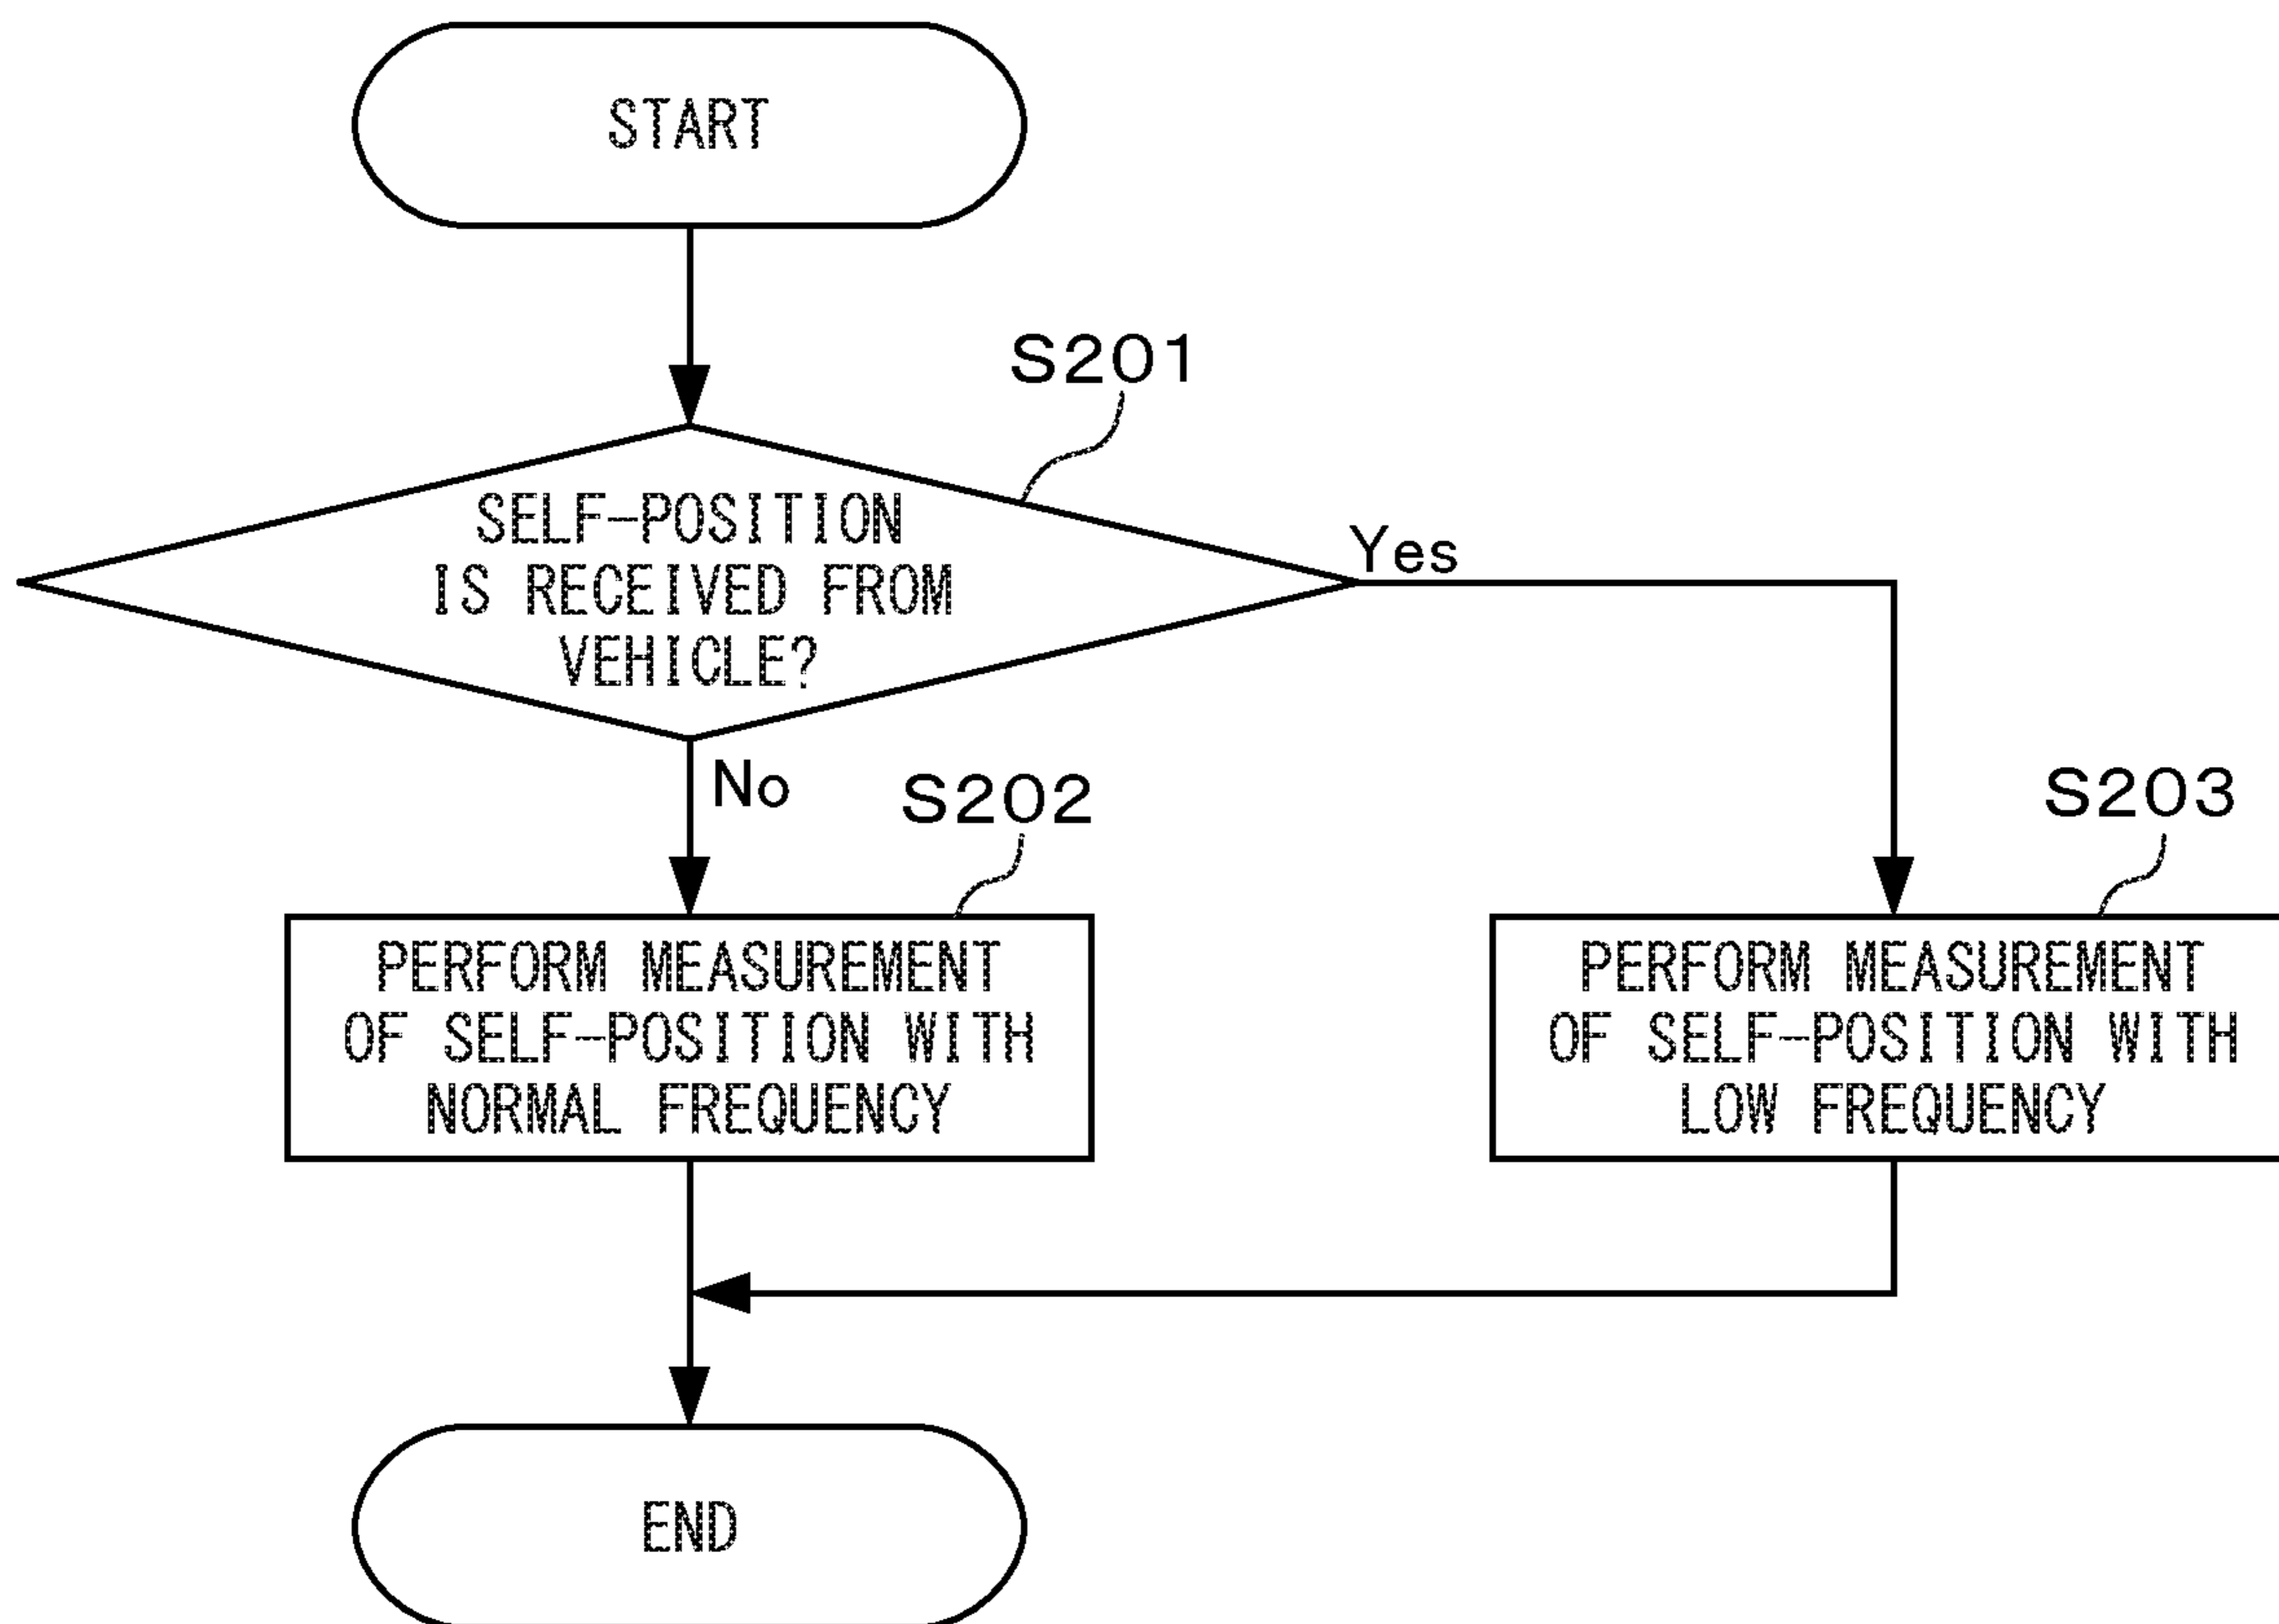 START
S201
SELF-POSITION
IS RECEIVED FROM
VEHICLE?
Yes
No
S202
S203
PERFORM MEASUREMENT
OF SELF-POSITION WITH
NORMAL FREQUENCY
PERFORM MEASUREMENT
OF SELF-POSITION WITH
LOW FREQUENCY
END